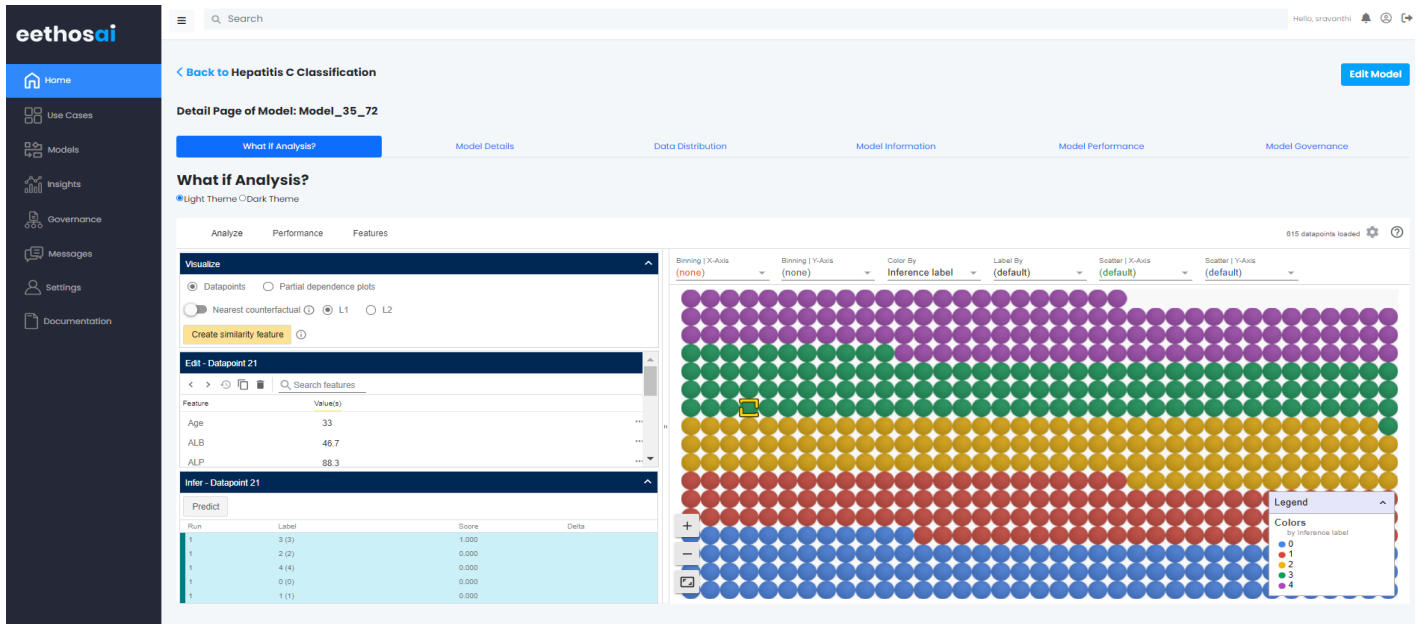 eethosai
Search
Hello, sravanthi
Home
Use Cases
Models
Insights
Governance
Messages
Settings
Documentation
Back to Hepatitis C Classification
Edit Model
Detail Page of Model: Model_35_72
What if Analysis? Model Details Data Distribution Model Information Model Performance Model Governance
What if Analysis?
Light Theme Dark Theme
Analyze Performance Features
615 datapoints loaded
Visualize
Datapoints Partial dependence plots
Nearest counterfactual L1 L2
Create similarity feature
Edit - Datapoint 21
Search features
Feature Value(s)
Age 33
ALB 46.7
ALP 88.3
Infer - Datapoint 21
Predict
Run Label Score Delta
1 3 (3) 1.000
1 2 (2) 0.000
1 4 (4) 0.000
1 0 (0) 0.000
1 1 (1) 0.000
Binning | X-Axis Binning | Y-Axis Color By Label By Scatter | X-Axis Scatter | Y-Axis
(none) (none) Inference label (default) (default) (default)
Legend
Colors
by Inference label
0
1
2
3
4